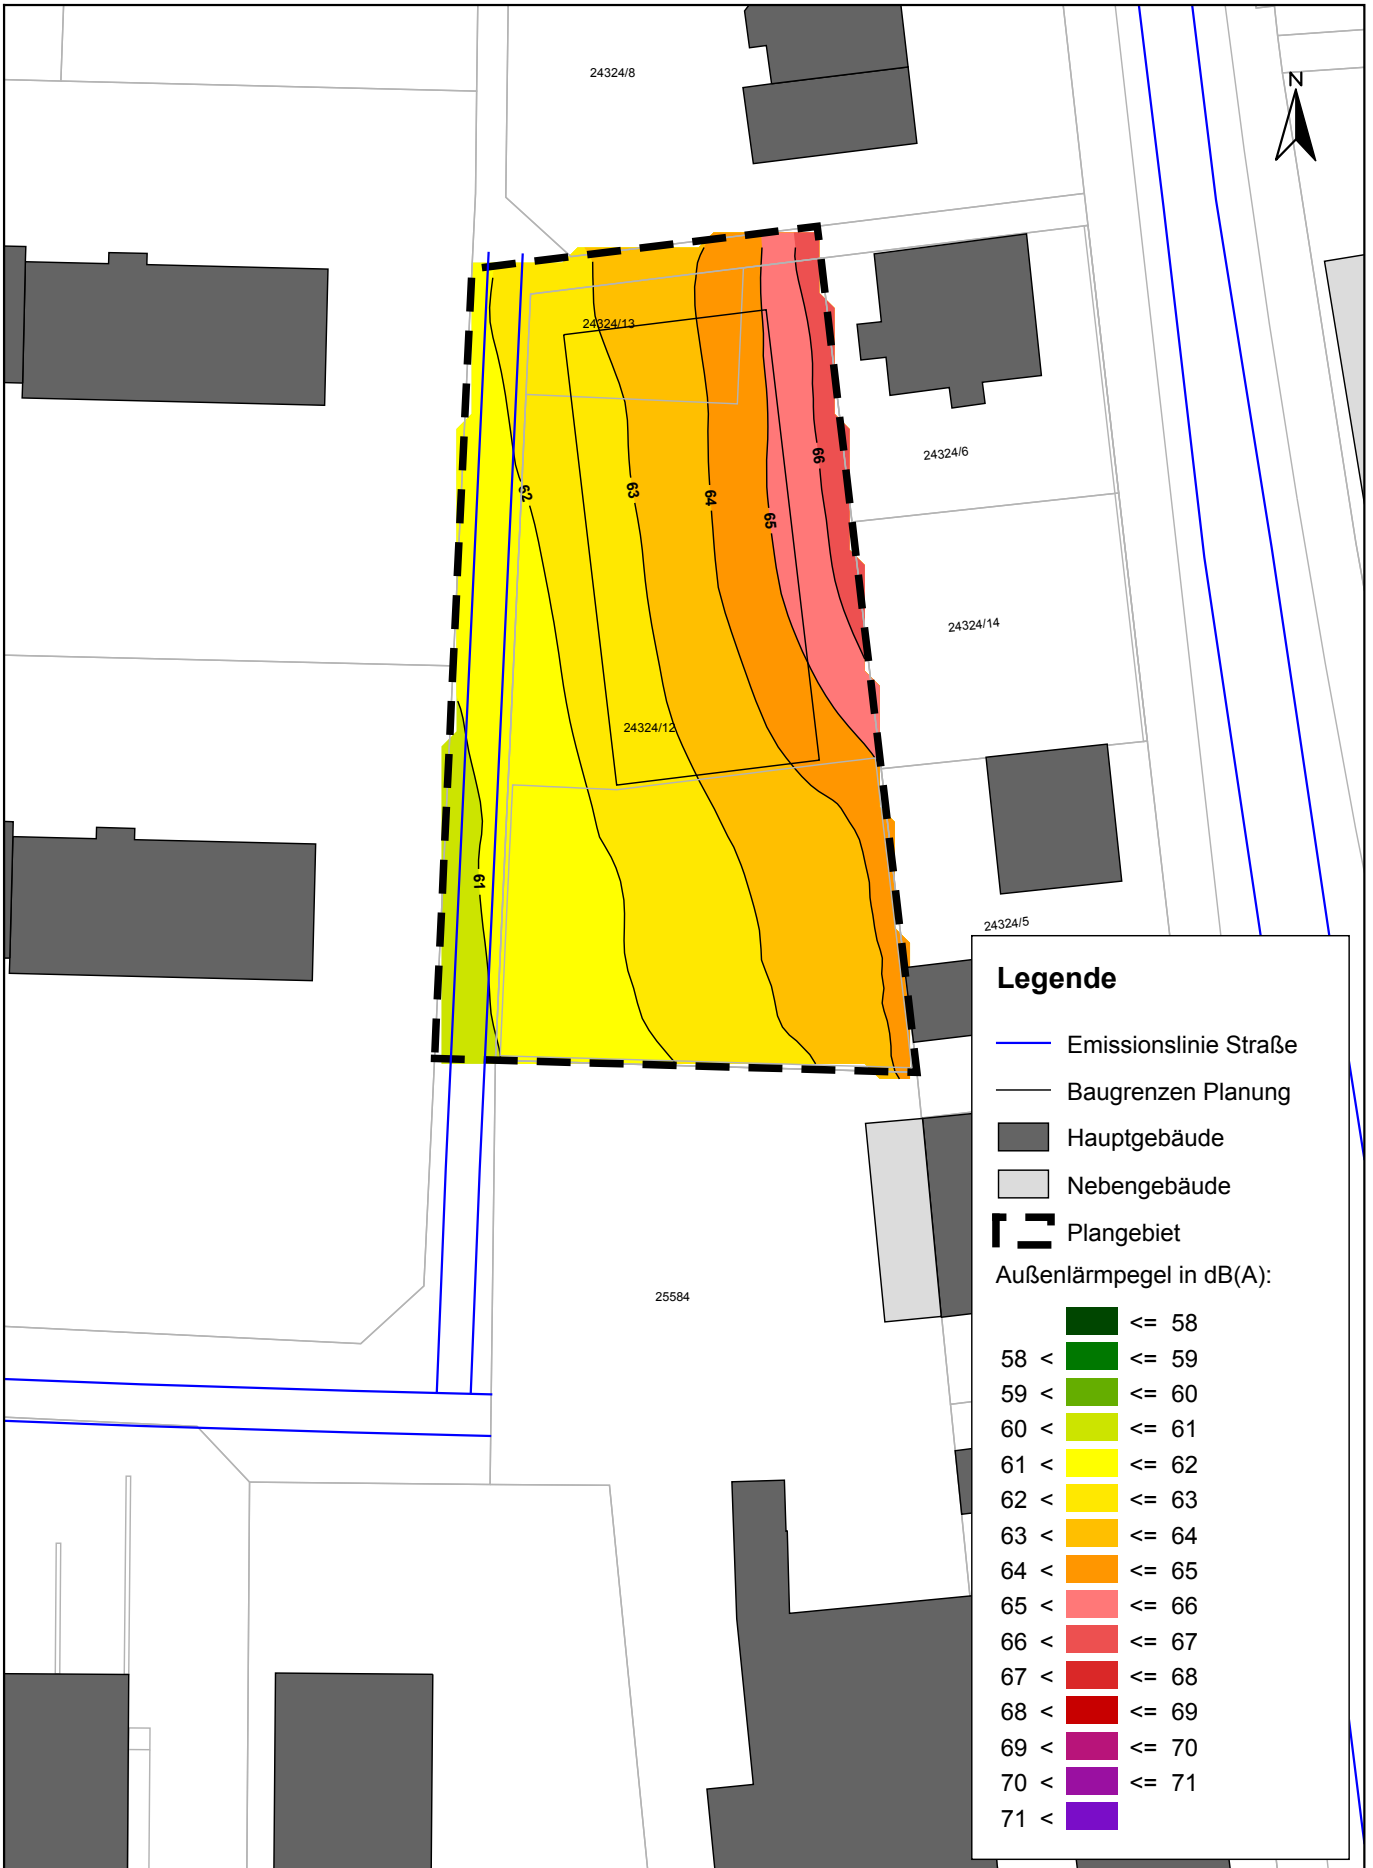 24324/8
N
24324/13
24324/6
66
62
63
64
65
24324/14
24324/12
61
24324/5
Legende
Emissionslinie Straße
Baugrenzen Planung
Hauptgebäude
Nebengebäude
Plangebiet
Außenlärmpegel in dB(A):
<= 58
58 < <= 59
59 < <= 60
60 < <= 61
61 < <= 62
62 < <= 63
63 < <= 64
64 < <= 65
65 < <= 66
66 < <= 67
67 < <= 68
68 < <= 69
69 < <= 70
70 < <= 71
71 <
25584